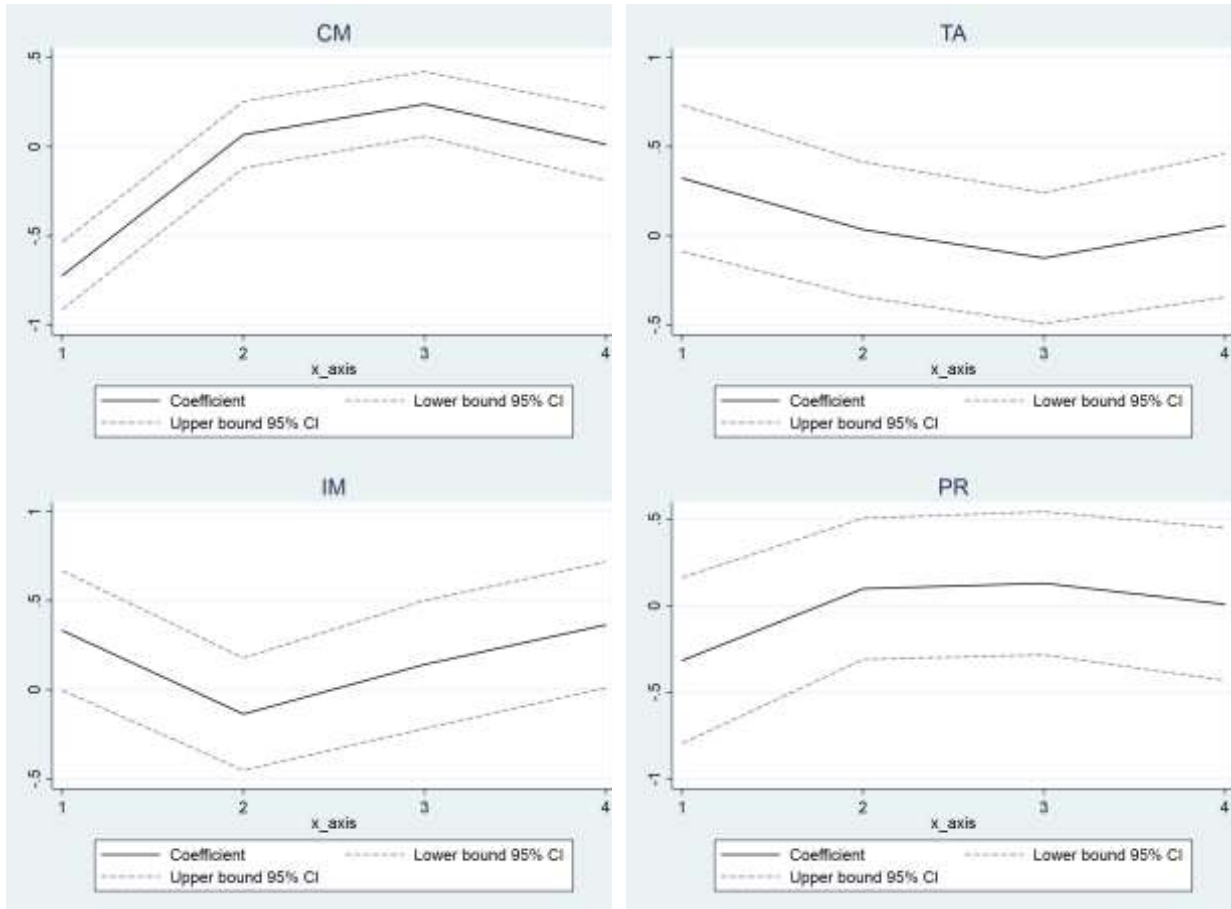 CM
.5
0
-.5
-1
1 2 3 4
x_axis
Coefficient Lower bound 95% CI
Upper bound 95% CI
TA
1
.5
0
-.5
1 2 3 4
x_axis
Coefficient Lower bound 95% CI
Upper bound 95% CI
IM
1
.5
0
-.5
1 2 3 4
x_axis
Coefficient Lower bound 95% CI
Upper bound 95% CI
PR
.5
0
-.5
-1
1 2 3 4
x_axis
Coefficient Lower bound 95% CI
Upper bound 95% CI